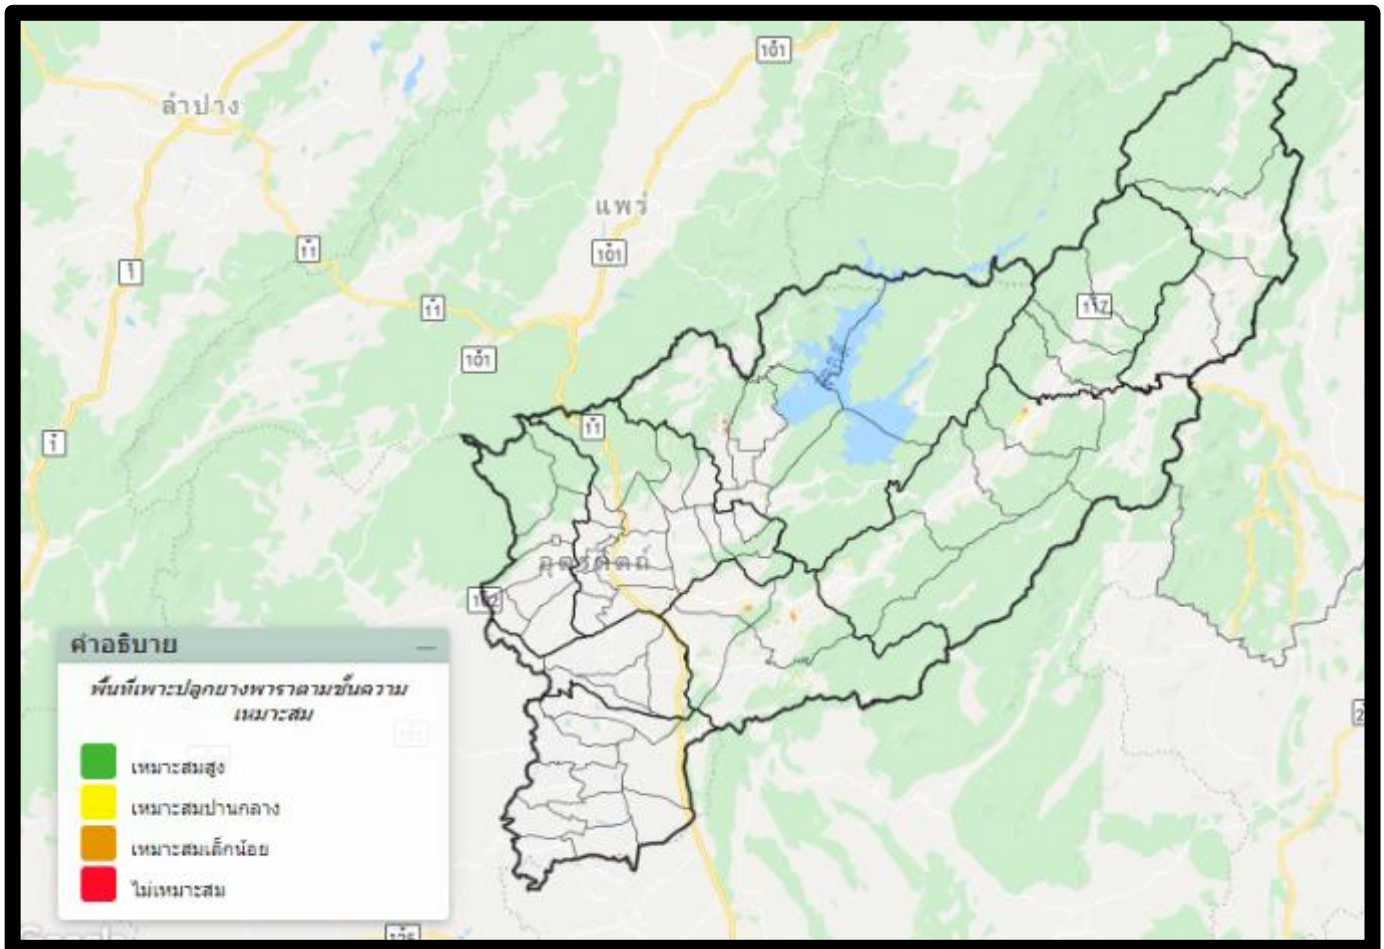 101
ลำปาง
แพร่
11
101
1
11
101
117
11
1
อุตรดิตถ์
102
คำอธิบาย
พื้นที่เพาะปลูกยางพาราตามชั้นความ
เหมาะสม
เหมาะสมสูง
เหมาะสมปานกลาง
เหมาะสมเล็กน้อย
ไม่เหมาะสม
125